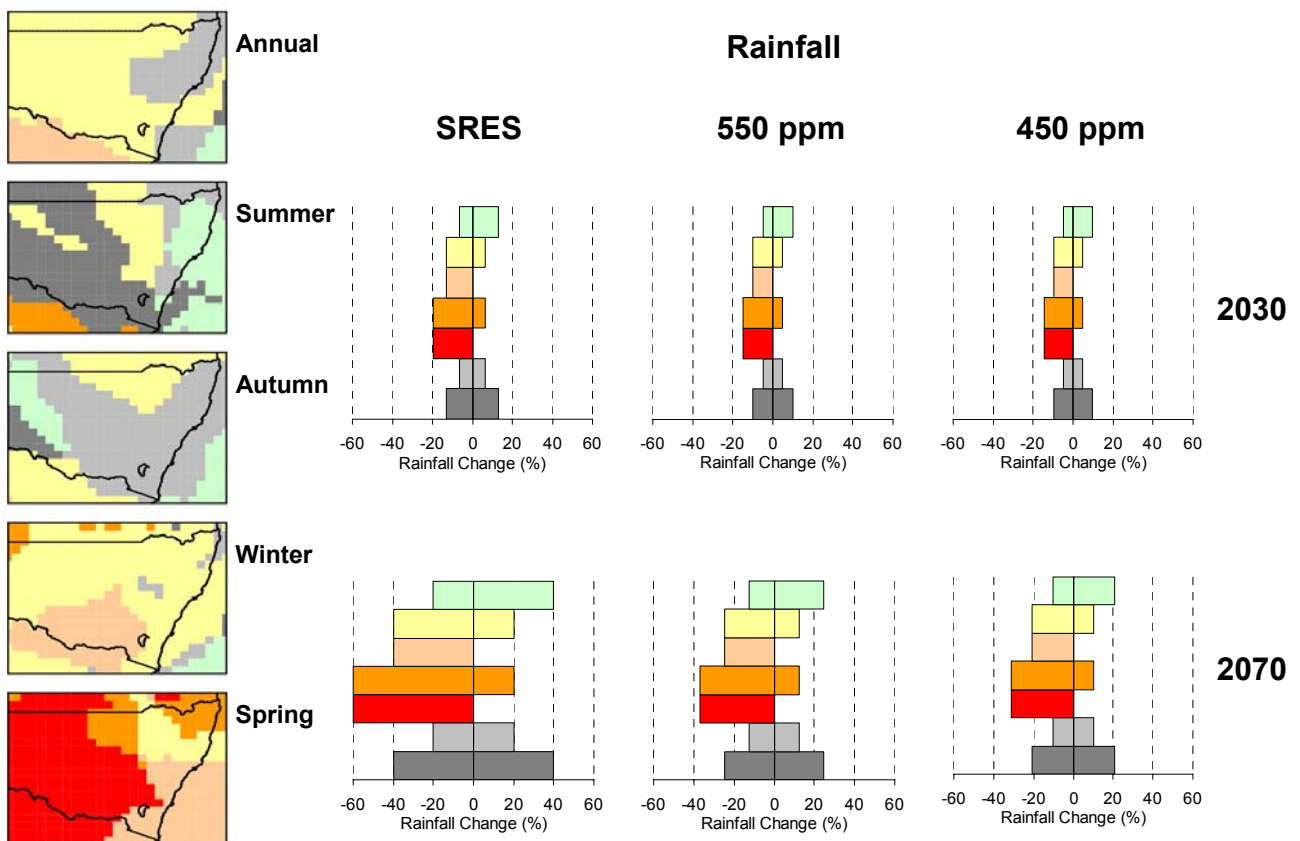 Annual
Rainfall
SRES 550 ppm 450 ppm
Summer
2030
Autumn
-60 -40 -20 0 20 40 60
Rainfall Change (%)
-60 -40 -20 0 20 40 60
Rainfall Change (%)
-60 -40 -20 0 20 40 60
Rainfall Change (%)
Winter
2070
Spring
-60 -40 -20 0 20 40 60
Rainfall Change (%)
-60 -40 -20 0 20 40 60
Rainfall Change (%)
-60 -40 -20 0 20 40 60
Rainfall Change (%)